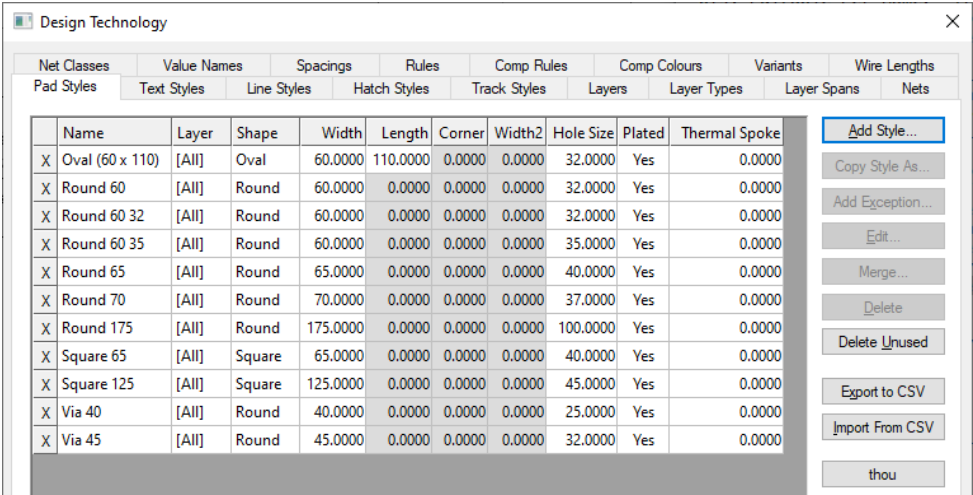 Design Technology
Net Classes Value Names Spacings Rules Comp Rules Comp Colours Variants Wire Lengths
Pad Styles Text Styles Line Styles Hatch Styles Track Styles Layers Layer Types Layer Spans Nets
Name Layer Shape Width Length Corner Width2 Hole Size Plated Thermal Spoke
X Oval (60 x 110) [All] Oval 60.0000 110.0000 0.0000 0.0000 32.0000 Yes 0.0000
X Round 60 [All] Round 60.0000 0.0000 0.0000 0.0000 32.0000 Yes 0.0000
X Round 60 32 [All] Round 60.0000 0.0000 0.0000 0.0000 32.0000 Yes 0.0000
X Round 60 35 [All] Round 60.0000 0.0000 0.0000 0.0000 35.0000 Yes 0.0000
X Round 65 [All] Round 65.0000 0.0000 0.0000 0.0000 40.0000 Yes 0.0000
X Round 70 [All] Round 70.0000 0.0000 0.0000 0.0000 37.0000 Yes 0.0000
X Round 175 [All] Round 175.0000 0.0000 0.0000 0.0000 100.0000 Yes 0.0000
X Square 65 [All] Square 65.0000 0.0000 0.0000 0.0000 40.0000 Yes 0.0000
X Square 125 [All] Square 125.0000 0.0000 0.0000 0.0000 45.0000 Yes 0.0000
X Via 40 [All] Round 40.0000 0.0000 0.0000 0.0000 25.0000 Yes 0.0000
X Via 45 [All] Round 45.0000 0.0000 0.0000 0.0000 32.0000 Yes 0.0000
Add Style...
Copy Style As...
Add Exception...
Edit...
Merge...
Delete
Delete Unused
Export to CSV
Import From CSV
thou